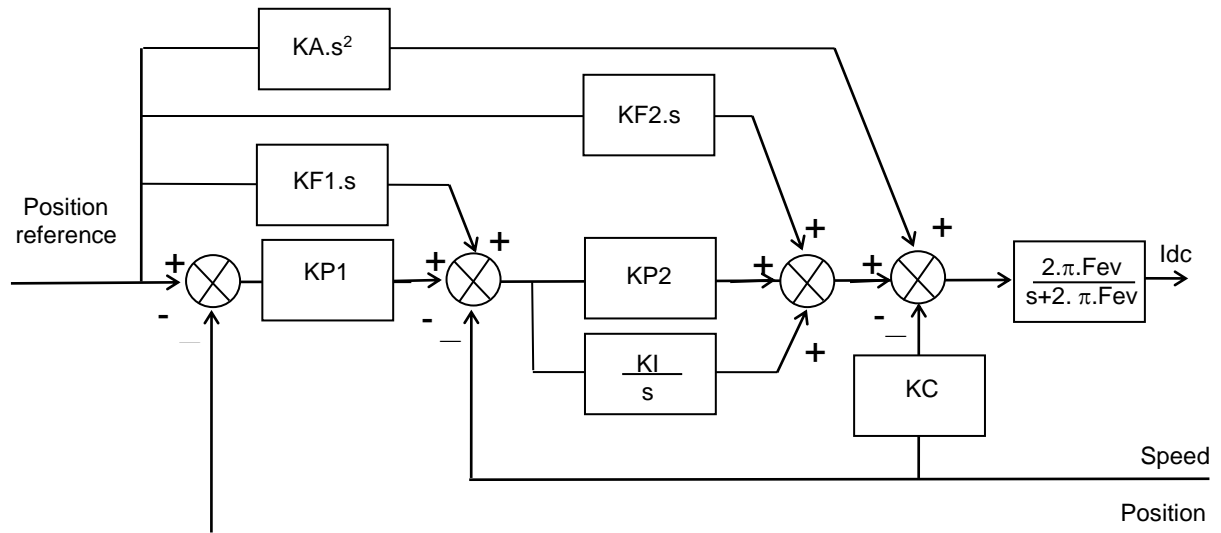 KA.s²
KF2.s
KF1.s
Position
reference
+
-
KP1
+
+
-
KP2
+
+
+
KI
s
+
+
-
KC
2.π.Fev
s+2. π.Fev
Idc
Speed
Position